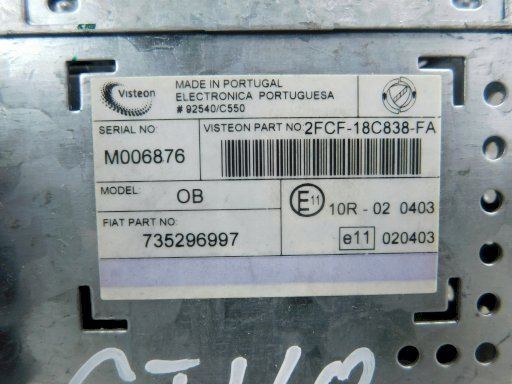 Visteon
MADE IN PORTUGAL
ELECTRONICA PORTUGUESA
# 92540/C550
SERIAL NO:
M006876
VISTEON PART NO: 2FCF-18C838-FA
MODEL: OB
FIAT PART NO:
735296997
E11 10R - 02 0403
e11 020403